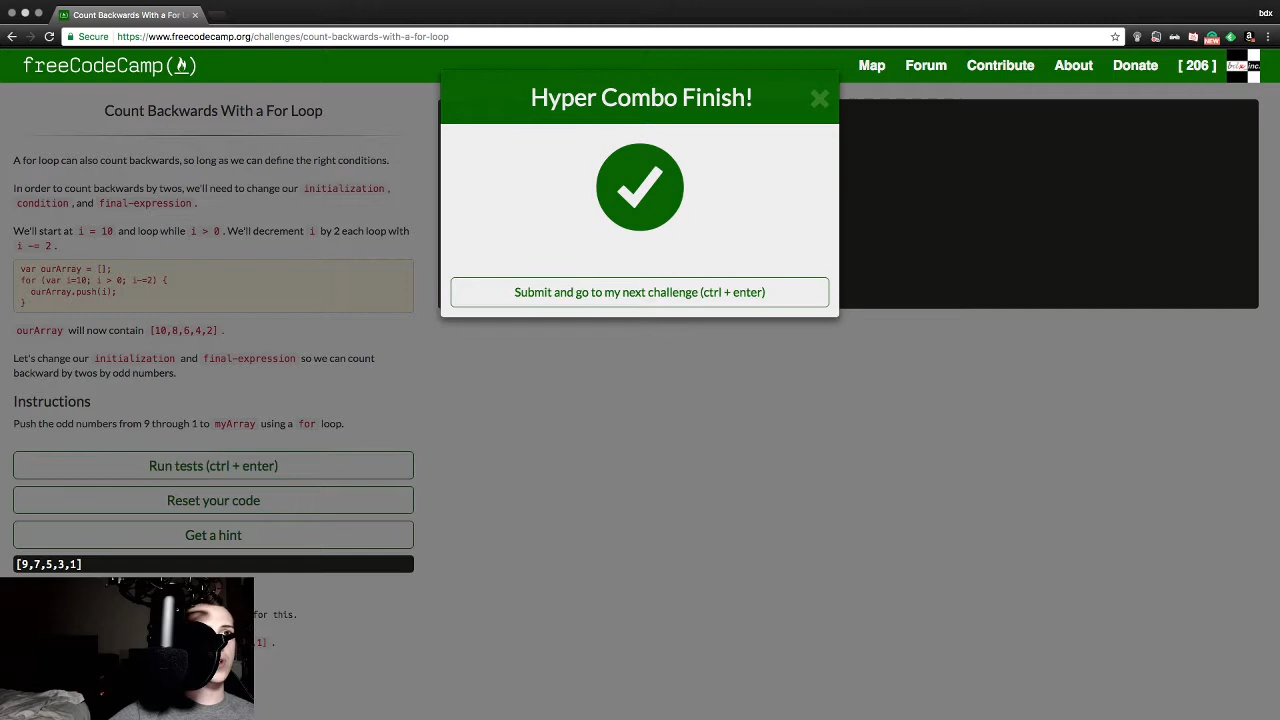 Count Backwards With a For L
bdx
Secure
https://www.freecodecamp.org/challenges/count-backwards-with-a-for-loop
NEW
freeCodeCamp
Map
Forum
Contribute
About
Donate
[ 206 ]
bdx inc.
Count Backwards With a For Loop
A for loop can also count backwards, so long as we can define the right conditions.
In order to count backwards by twos, we'll need to change our initialization,
condition, and final-expression.
We'll start at i = 10 and loop while i > 0. We'll decrement i by 2 each loop with
i -= 2.
var ourArray = [];
for (var i=10; i > 0; i-=2) {
ourArray.push(i);
}
ourArray will now contain [10,8,6,4,2].
Let's change our initialization and final-expression so we can count
backward by twos by odd numbers.
Instructions
Push the odd numbers from 9 through 1 to myArray using a for loop.
Run tests (ctrl + enter)
Reset your code
Get a hint
[9,7,5,3,1]
for this.
,1].
Hyper Combo Finish!
Submit and go to my next challenge (ctrl + enter)